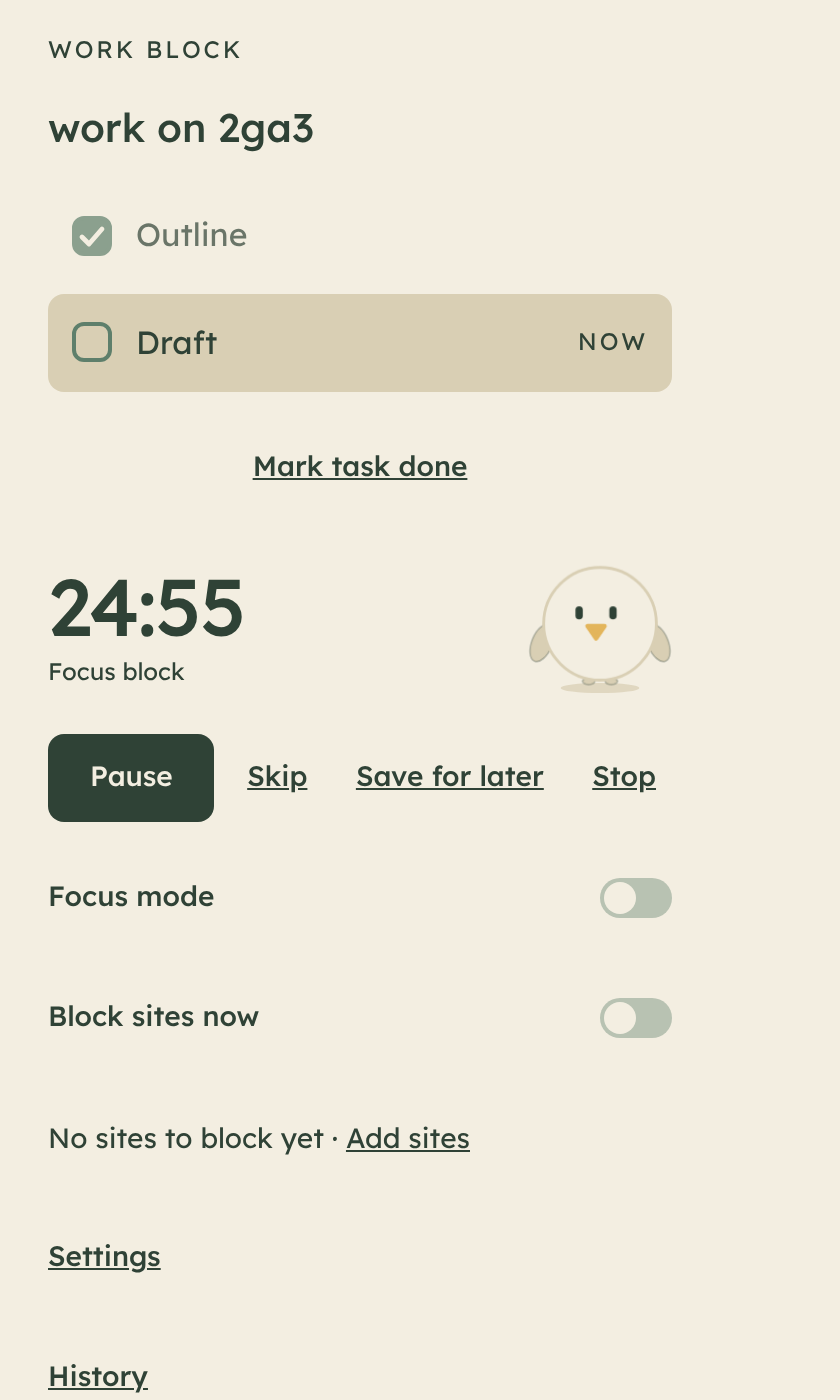 WORK BLOCK
work on 2ga3
Outline
Draft NOW
Mark task done
24:55
Focus block
Pause Skip Save for later Stop
Focus mode
Block sites now
No sites to block yet · Add sites
Settings
History